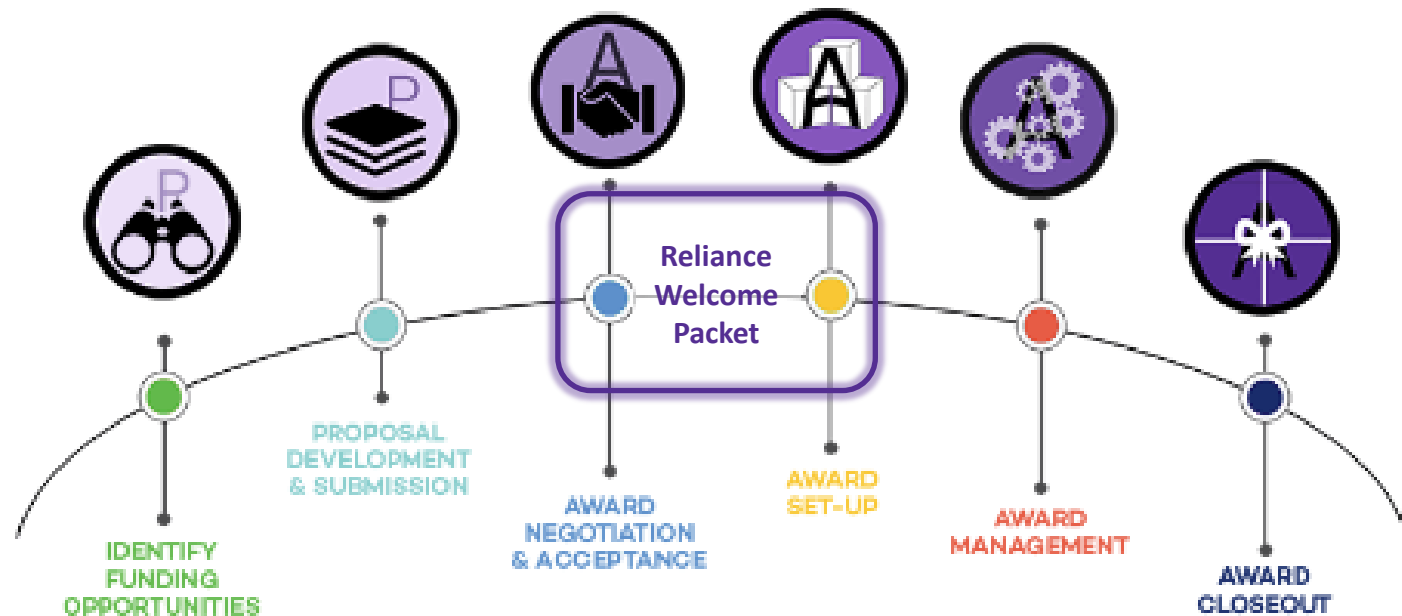 P
P
A
A
A
A
Reliance
Welcome
Packet
IDENTIFY
FUNDING
OPPORTUNITIES
PROPOSAL
DEVELOPMENT
& SUBMISSION
AWARD
NEGOTIATION
& ACCEPTANCE
AWARD
SET-UP
AWARD
MANAGEMENT
AWARD
CLOSEOUT